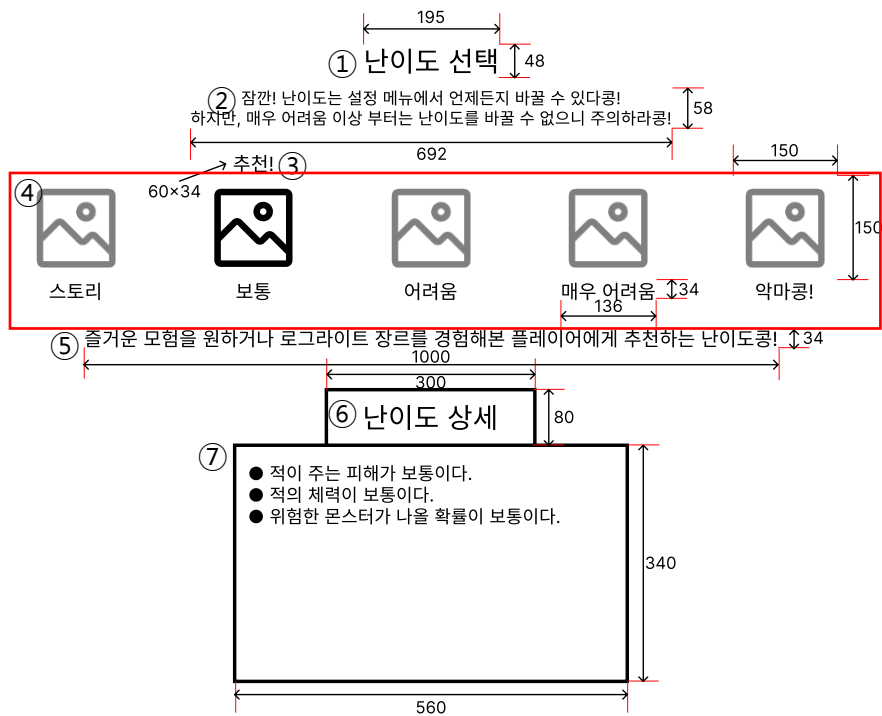 195
① 난이도 선택 48
② 잠깐! 난이도는 설정 메뉴에서 언제든지 바꿀 수 있다콩!
하지만, 매우 어려움 이상 부터는 난이도를 바꿀 수 없으니 주의하라콩!
58
692
추천! ③
150
60×34
④
150
스토리 보통 어려움 매우 어려움 악마콩!
34
136
⑤ 즐거운 모험을 원하거나 로그라이트 장르를 경험해본 플레이어에게 추천하는 난이도콩! 34
1000
300
⑥ 난이도 상세 80
⑦
● 적이 주는 피해가 보통이다.
● 적의 체력이 보통이다.
● 위험한 몬스터가 나올 확률이 보통이다.
340
560